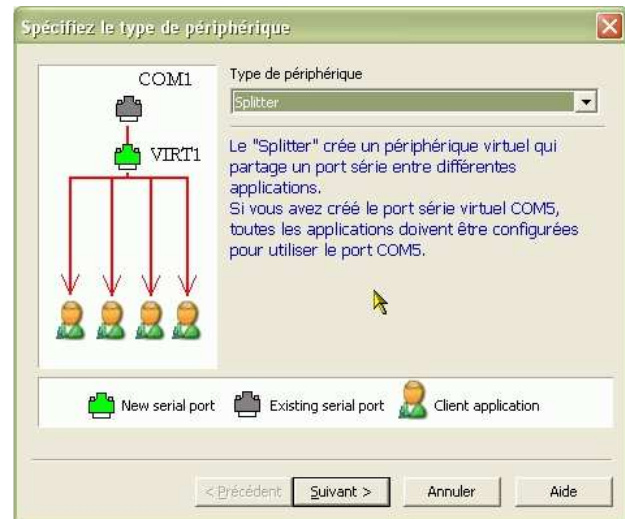 Spécifiez le type de périphérique
COM1
VIRT1
Type de périphérique
Splitter
Le "Splitter" crée un périphérique virtuel qui
partage un port série entre différentes
applications.
Si vous avez créé le port série virtuel COM5,
toutes les applications doivent être configurées
pour utiliser le port COM5.
New serial port
Existing serial port
Client application
< Précédent
Suivant >
Annuler
Aide